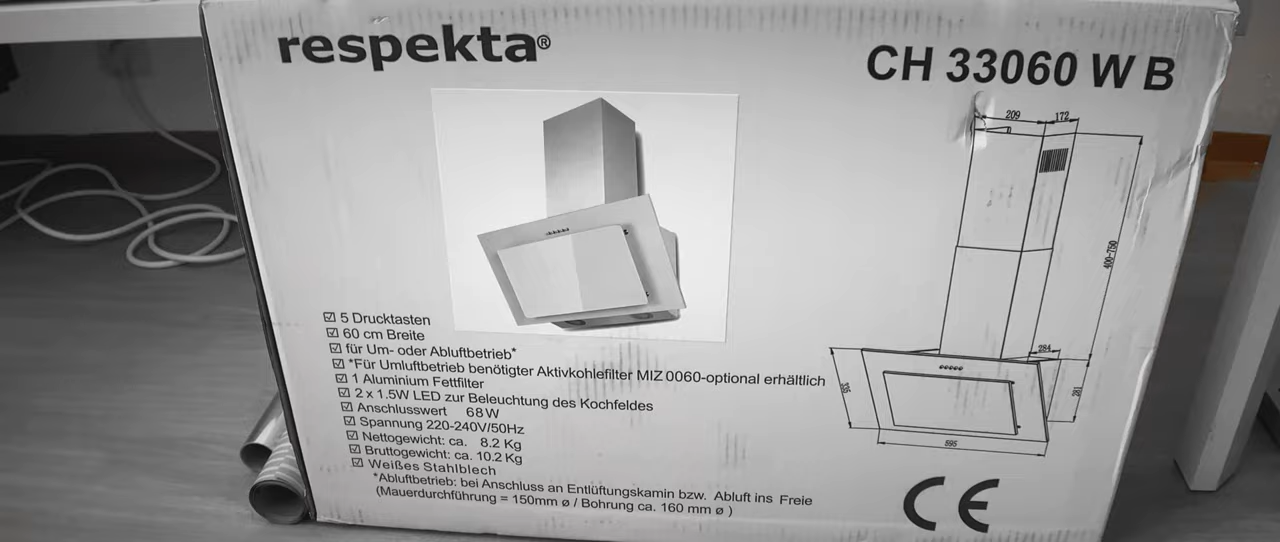 respekta®
CH 33060 W B
209 172
400-750
284
335
281
595
☑ 5 Drucktasten
☑ 60 cm Breite
☑ für Um- oder Abluftbetrieb*
☑ *Für Umluftbetrieb benötigter Aktivkohlefilter MIZ 0060-optional erhältlich
☑ 1 Aluminium Fettfilter
☑ 2 x 1.5W LED zur Beleuchtung des Kochfeldes
☑ Anschlusswert 68 W
☑ Spannung 220-240V/50Hz
☑ Nettogewicht: ca. 8.2 Kg
☑ Bruttogewicht: ca. 10.2 Kg
☑ Weißes Stahlblech
*Abluftbetrieb: bei Anschluss an Entlüftungskamin bzw. Abluft ins Freie
(Mauerdurchführung = 150mm ø / Bohrung ca. 160 mm ø )
CE